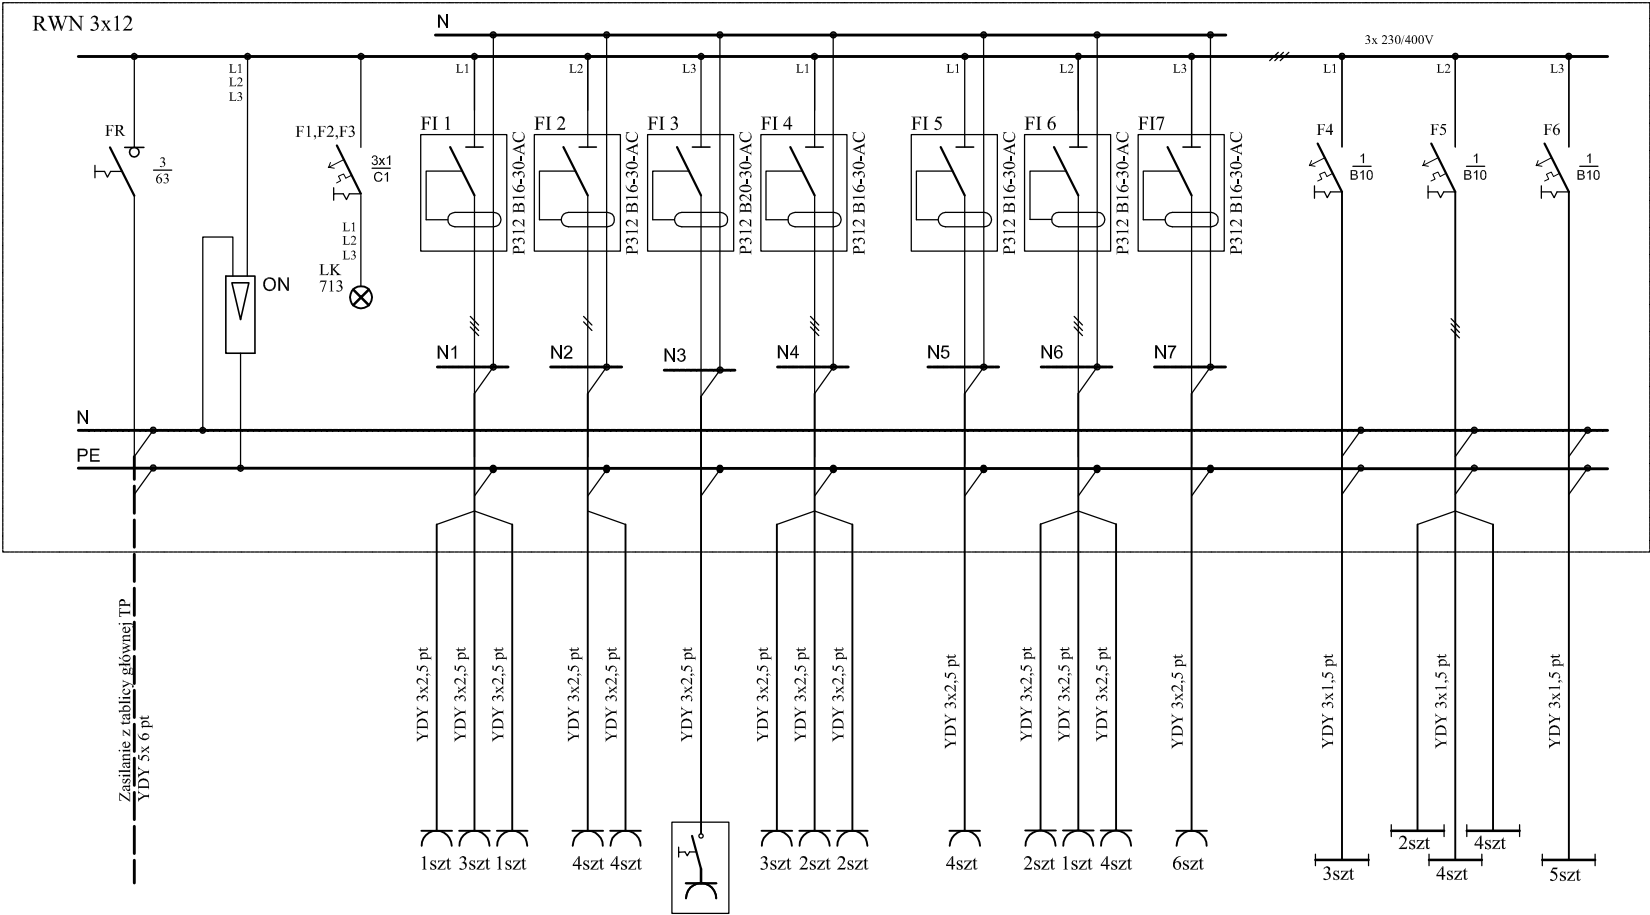 RWN 3x12
N
3x 230/400V
L1
L2
L3
L1
L2
L3
L1
L1
L2
L3
L1
L2
L3
FR
3
63
F1,F2,F3
3x1
C1
L1
L2
L3
LK
713
ON
FI 1
P312 B16-30-AC
FI 2
P312 B16-30-AC
FI 3
P312 B20-30-AC
FI 4
P312 B16-30-AC
FI 5
P312 B16-30-AC
FI 6
P312 B16-30-AC
FI7
P312 B16-30-AC
F4
1
B10
F5
1
B10
F6
1
B10
N1
N2
N3
N4
N5
N6
N7
N
PE
Zasilanie z tablicy głównej TP
YDY 5x 6 pt
YDY 3x2,5 pt
YDY 3x2,5 pt
YDY 3x2,5 pt
YDY 3x2,5 pt
YDY 3x2,5 pt
YDY 3x2,5 pt
YDY 3x2,5 pt
YDY 3x2,5 pt
YDY 3x2,5 pt
YDY 3x2,5 pt
YDY 3x2,5 pt
YDY 3x2,5 pt
YDY 3x2,5 pt
YDY 3x2,5 pt
YDY 3x1,5 pt
YDY 3x1,5 pt
YDY 3x1,5 pt
1szt
3szt
1szt
4szt
4szt
3szt
2szt
2szt
4szt
2szt
1szt
4szt
6szt
3szt
2szt
4szt
4szt
5szt